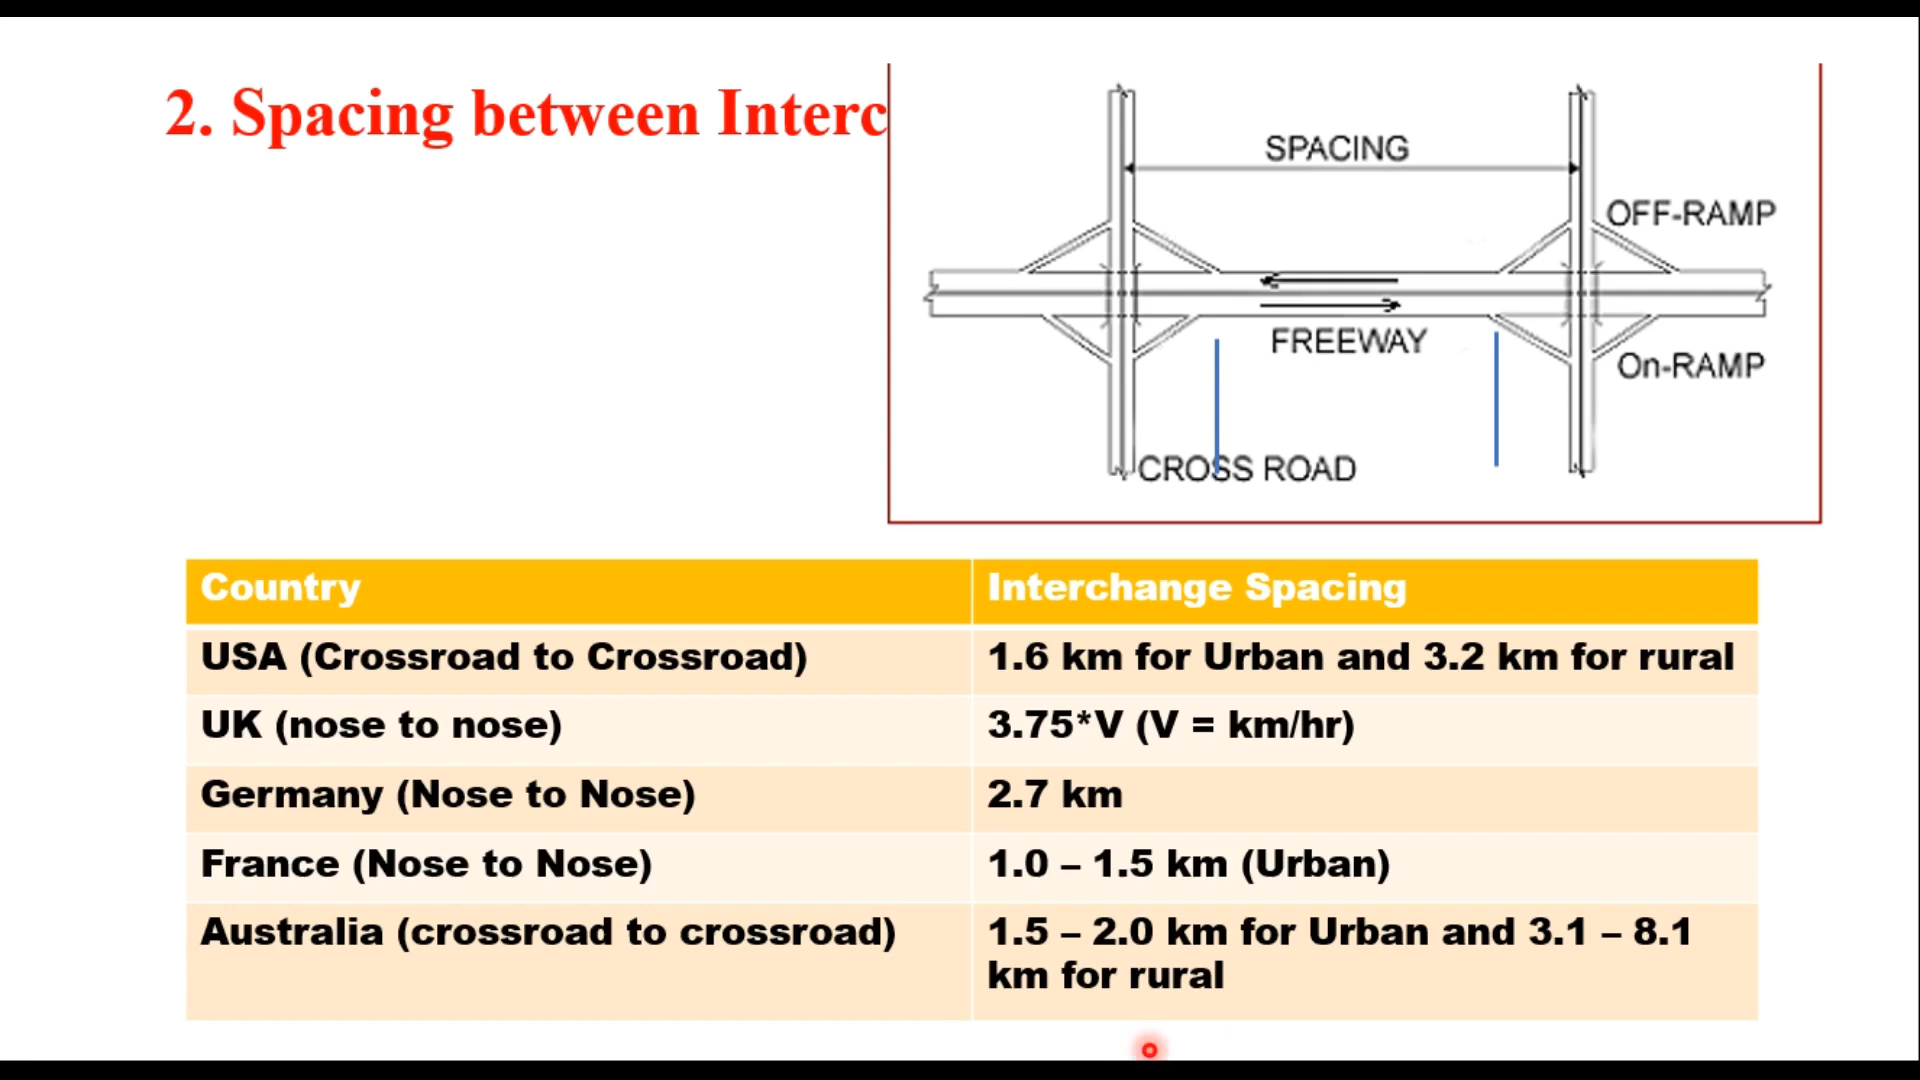 2. Spacing between Interc
SPACING
OFF-RAMP
FREEWAY
On-RAMP
CROSS ROAD
Country
Interchange Spacing
USA (Crossroad to Crossroad)
1.6 km for Urban and 3.2 km for rural
UK (nose to nose)
3.75*V (V = km/hr)
Germany (Nose to Nose)
2.7 km
France (Nose to Nose)
1.0 – 1.5 km (Urban)
Australia (crossroad to crossroad)
1.5 – 2.0 km for Urban and 3.1 – 8.1
km for rural